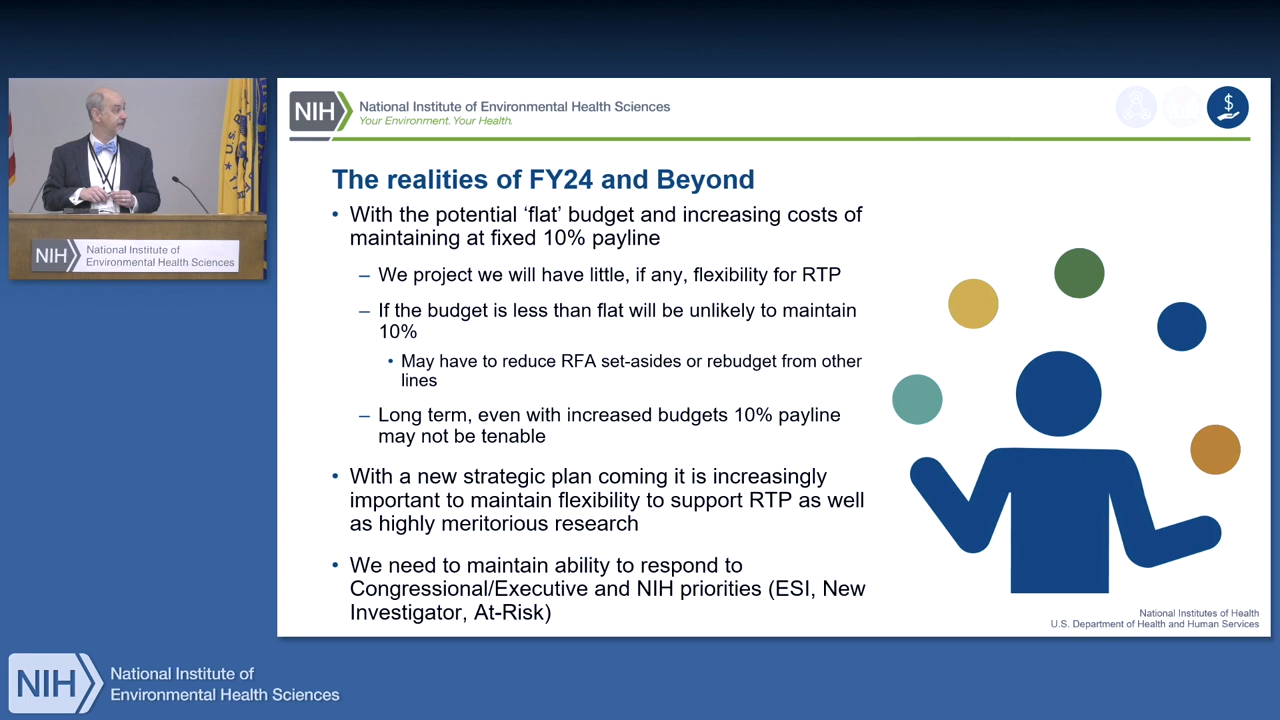 NIH
National Institute of Environmental Health Sciences
Your Environment. Your Health.
$
The realities of FY24 and Beyond
• With the potential ‘flat’ budget and increasing costs of
maintaining at fixed 10% payline
– We project we will have little, if any, flexibility for RTP
– If the budget is less than flat will be unlikely to maintain
10%
• May have to reduce RFA set-asides or rebudget from other
lines
– Long term, even with increased budgets 10% payline
may not be tenable
• With a new strategic plan coming it is increasingly
important to maintain flexibility to support RTP as well
as highly meritorious research
• We need to maintain ability to respond to
Congressional/Executive and NIH priorities (ESI, New
Investigator, At-Risk)
National Institutes of Health
U.S. Department of Health and Human Services
U.S.
NIH
National Institute of
Environmental Health Sciences
NIH
National Institute of
Environmental Health Sciences